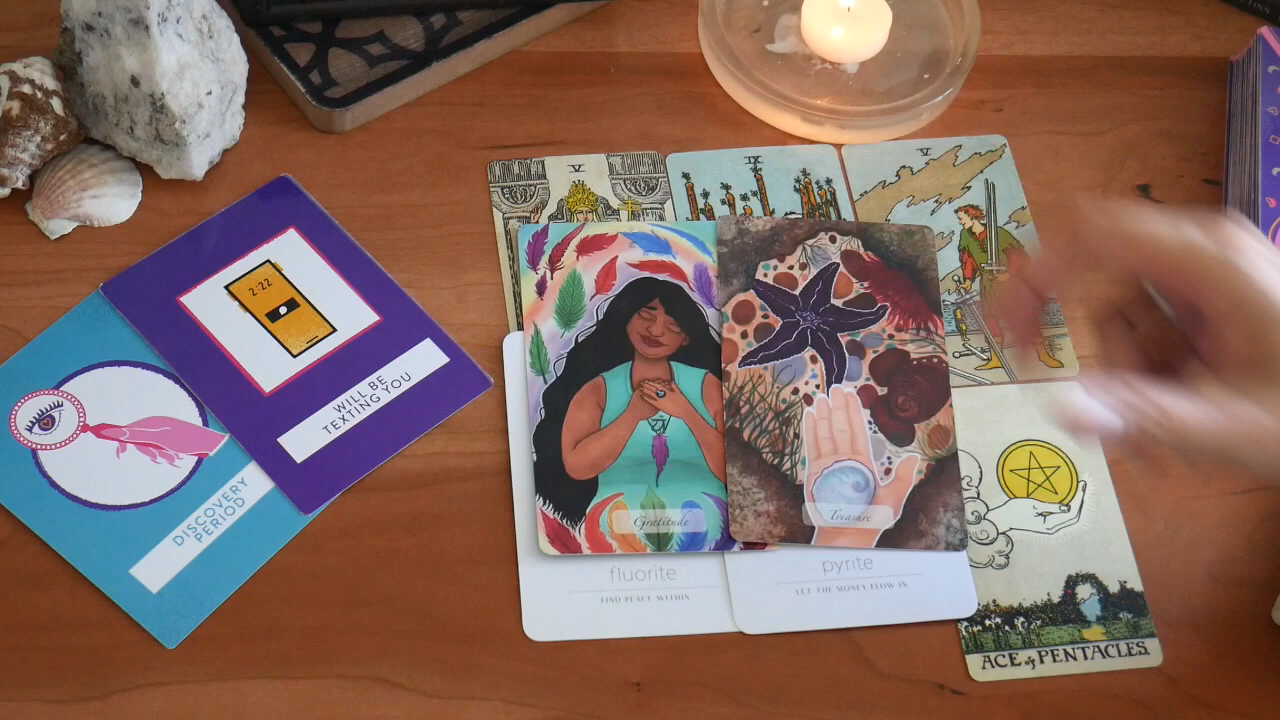 V
IX
V
2:22
WILL BE
TEXTING YOU
DISCOVERY
PERIOD
Gratitude
Treasure
fluorite
FIND PEACE WITHIN
pyrite
LET THE MONEY FLOW IN
ACE of PENTACLES.